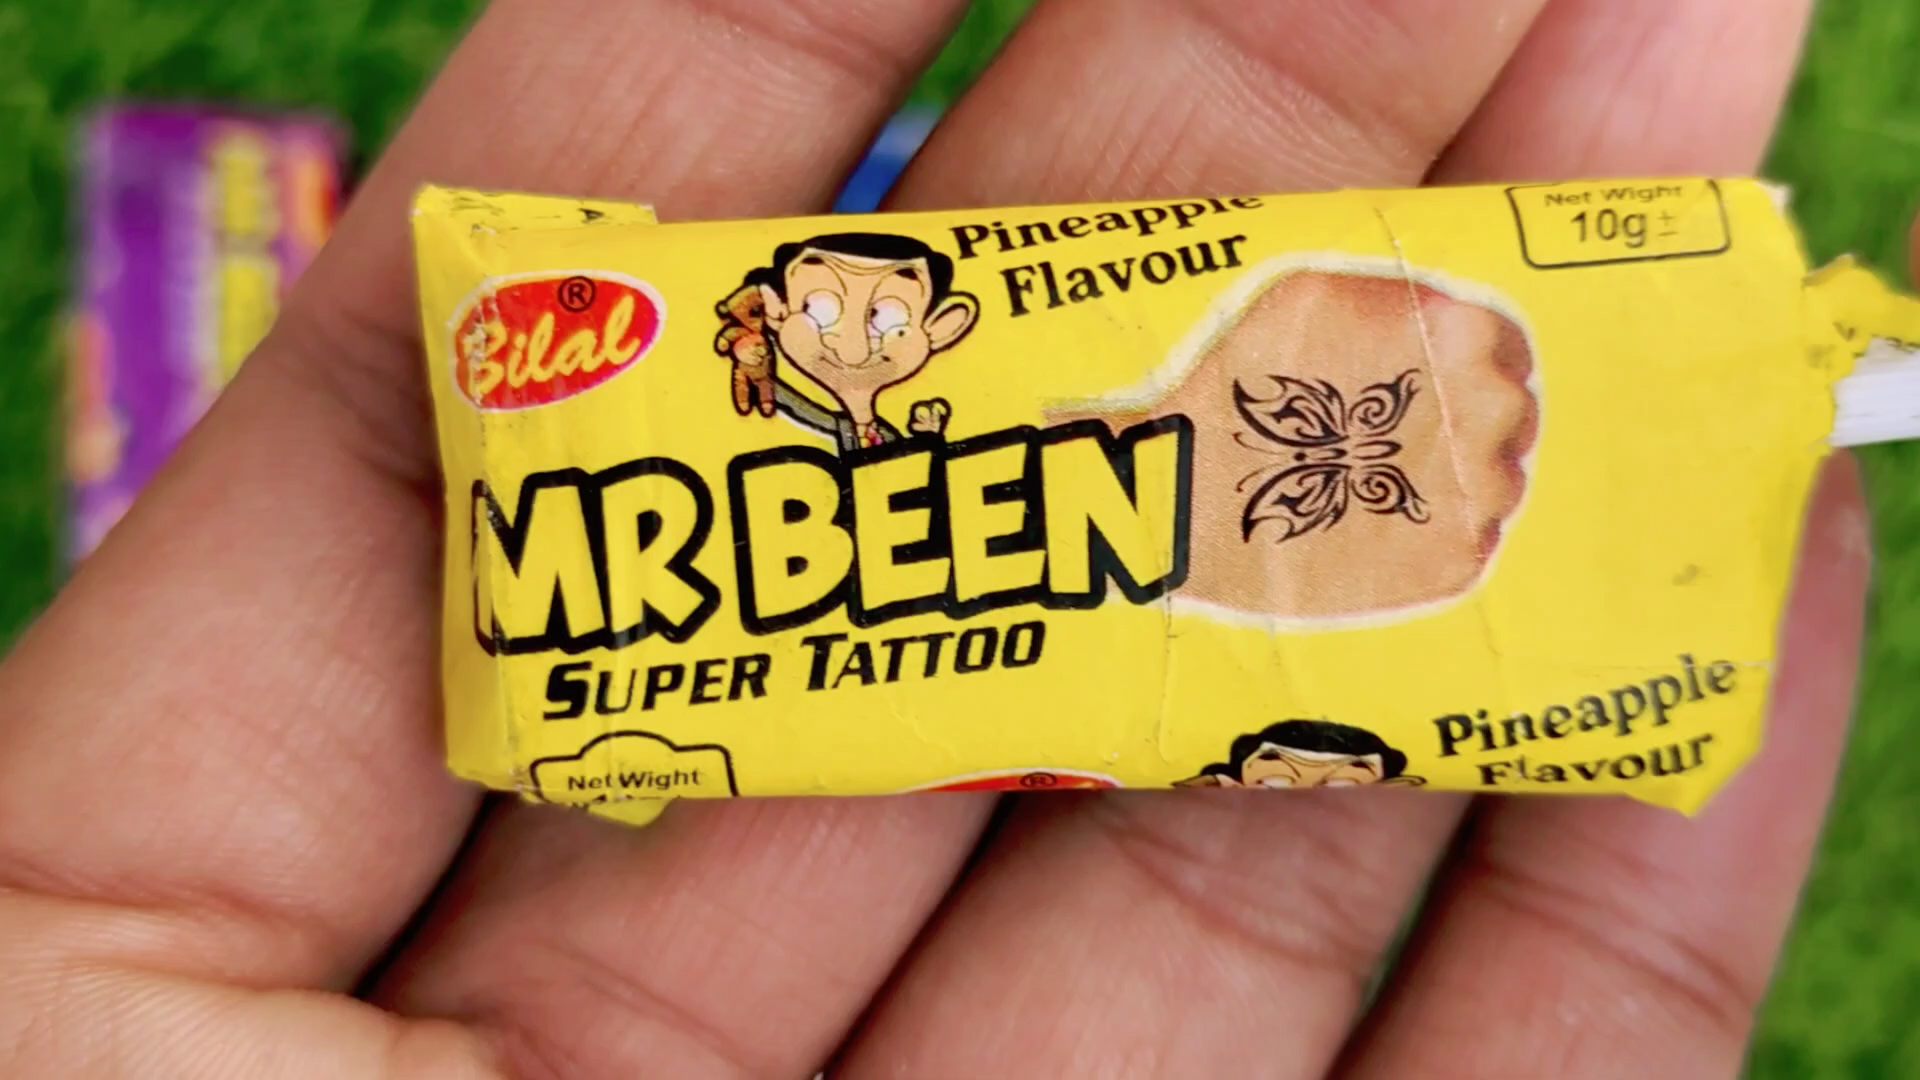 Bilal ®
Pineapple
Flavour
Net Wight
10g ±
MR BEEN
SUPER TATTOO
Net Wight
®
Pineapple
Flavour